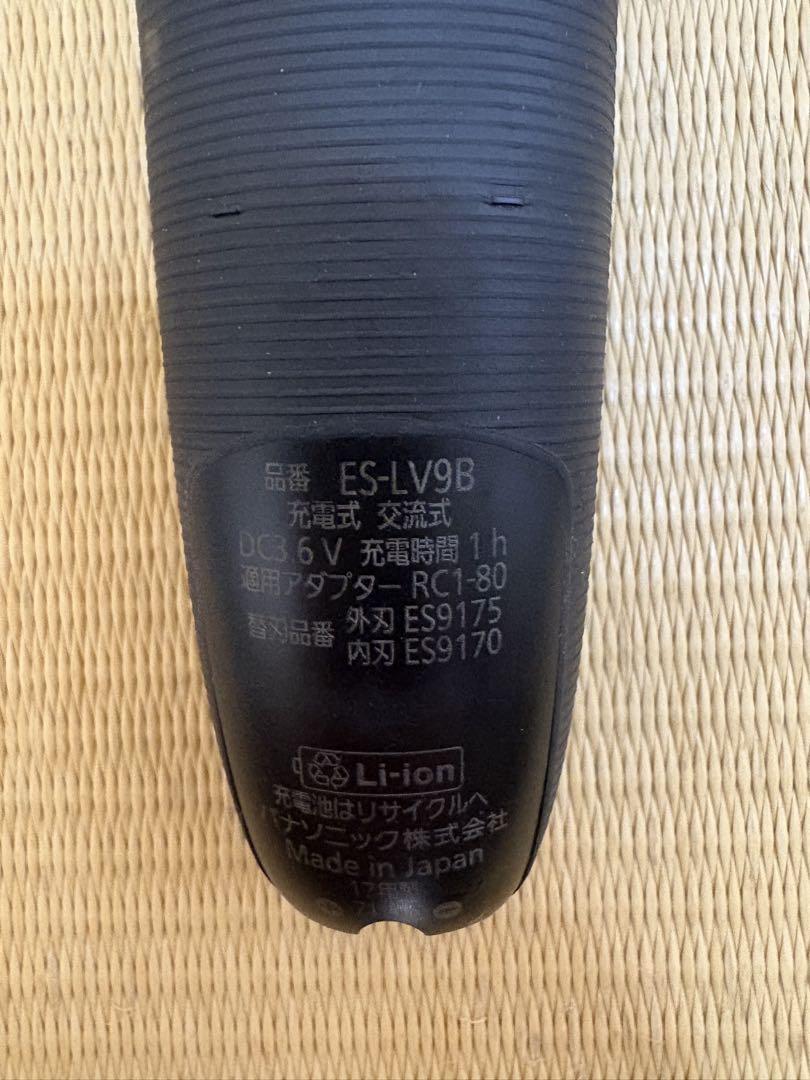 品番 ES-LV9B
充電式 交流式
DC3.6V 充電時間 1h
適用アダプター RC1-80
替刃品番 外刃 ES9175
内刃 ES9170
Li-ion
充電池はリサイクルへ
パナソニック株式会社
Made in Japan
17年製